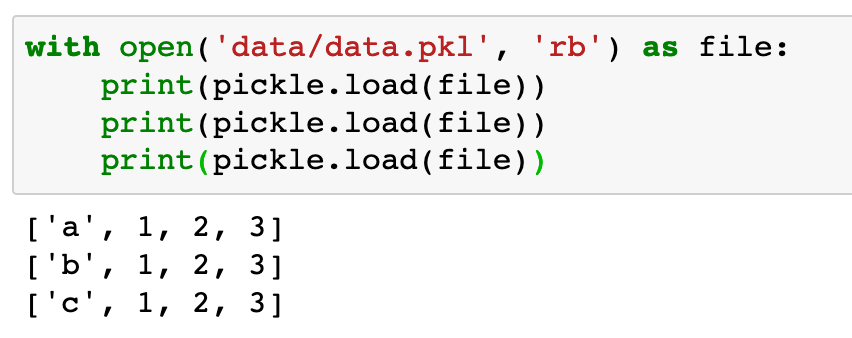 with open('data/data.pkl', 'rb') as file:
    print(pickle.load(file))
    print(pickle.load(file))
    print(pickle.load(file))
['a', 1, 2, 3]
['b', 1, 2, 3]
['c', 1, 2, 3]